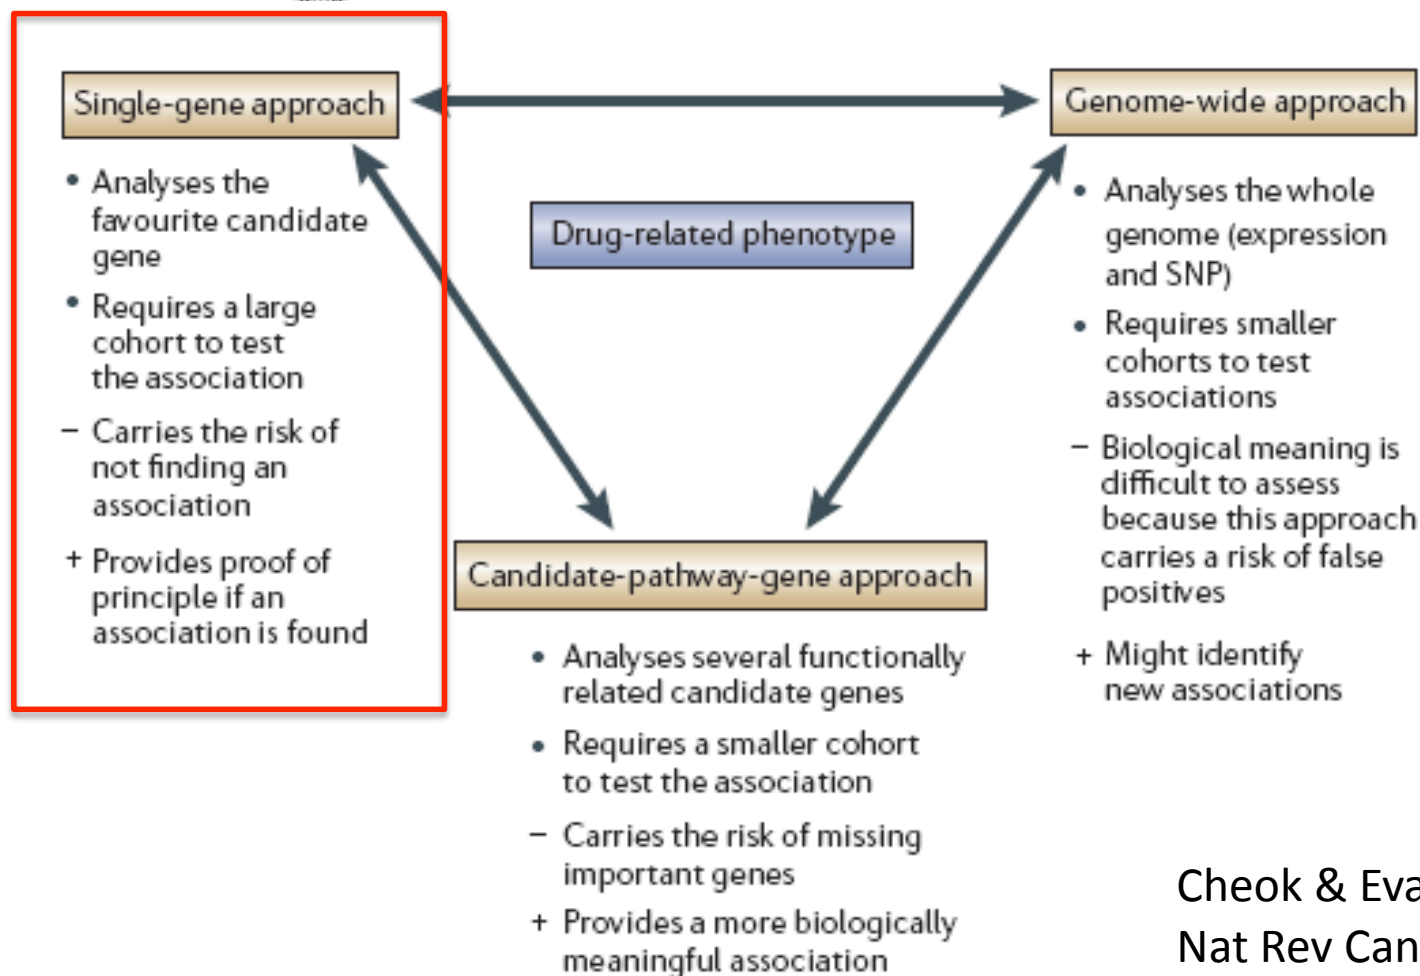 Single-gene approach
• Analyses the
favourite candidate
gene
• Requires a large
cohort to test
the association
– Carries the risk of
not finding an
association
+ Provides proof of
principle if an
association is found
Drug-related phenotype
Genome-wide approach
• Analyses the whole
genome (expression
and SNP)
• Requires smaller
cohorts to test
associations
– Biological meaning is
difficult to assess
because this approach
carries a risk of false
positives
+ Might identify
new associations
Candidate-pathway-gene approach
• Analyses several functionally
related candidate genes
• Requires a smaller cohort
to test the association
– Carries the risk of missing
important genes
+ Provides a more biologically
meaningful association
Cheok & Eva
Nat Rev Can